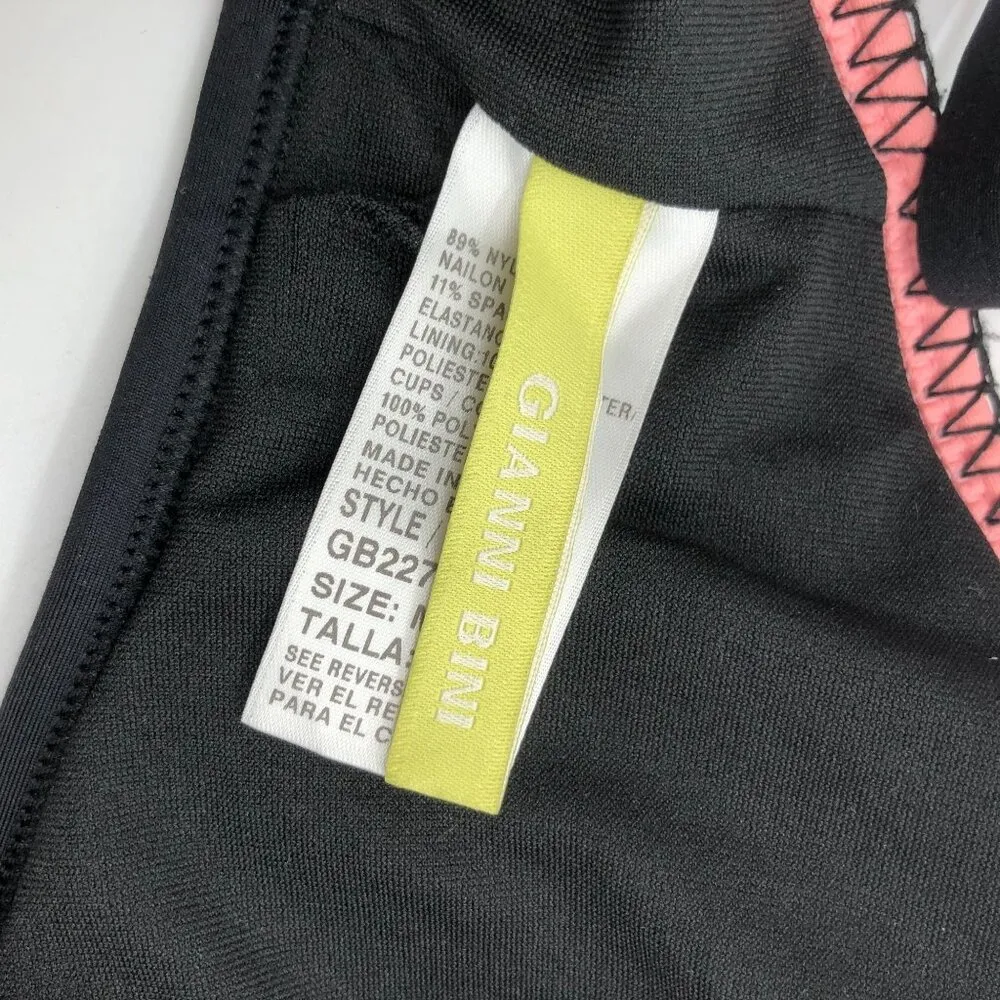 89% NYL
NAILON
11% SPA
ELASTANO
LINING:10
POLIESTE
CUPS / CO
100% POL
POLIESTE
MADE IN
HECHO
STYLE /
GB227
SIZE: M
TALLA:
SEE REVERS
VER EL RE
PARA EL C
TER/
GIANNI BINI